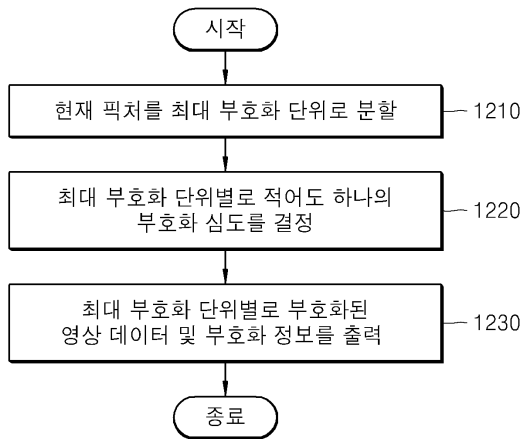 시작
현재 픽처를 최대 부호화 단위로 분할
1210
최대 부호화 단위별로 적어도 하나의
부호화 심도를 결정
1220
최대 부호화 단위별로 부호화된
영상 데이터 및 부호화 정보를 출력
1230
종료